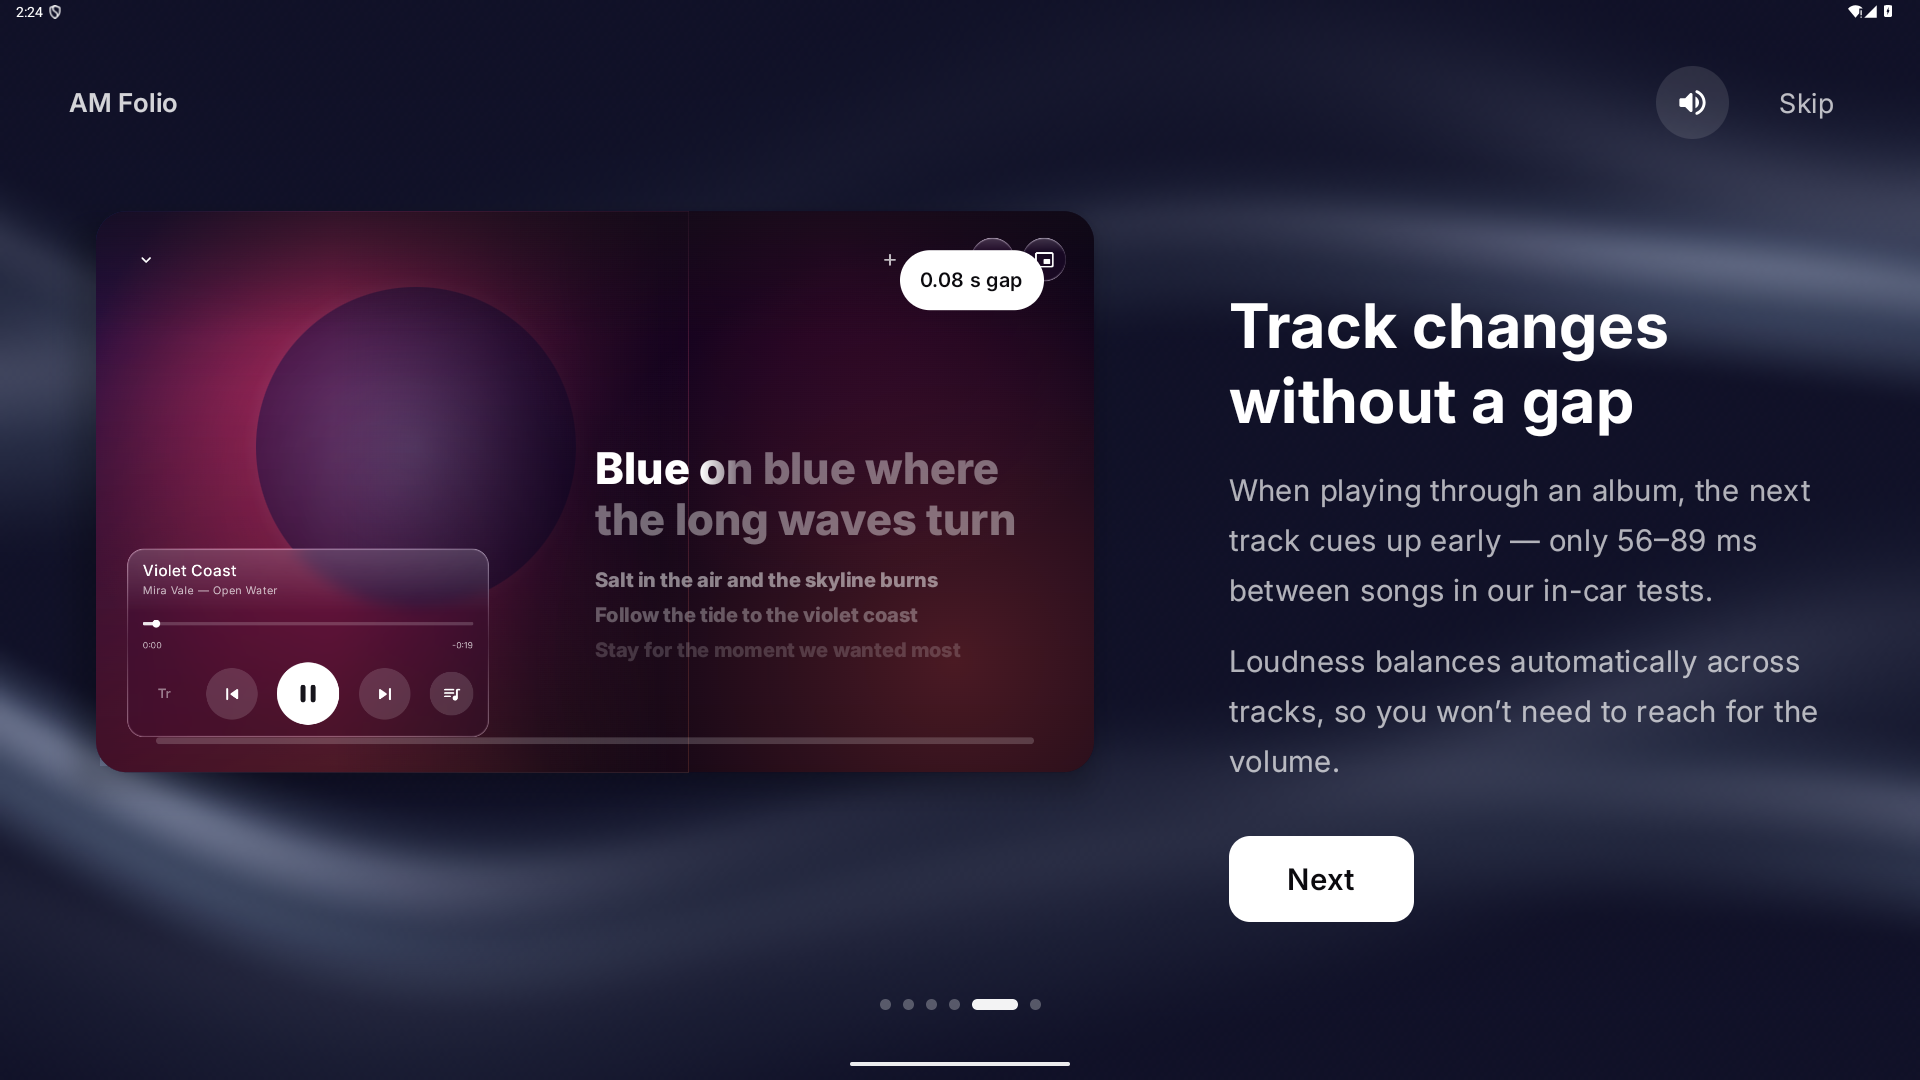 2:24
AM Folio
Skip
0.08 s gap
Blue on blue where
the long waves turn
Salt in the air and the skyline burns
Follow the tide to the violet coast
Stay for the moment we wanted most
Violet Coast
Mira Vale — Open Water
0:00
-0:19
Tr
Track changes
without a gap
When playing through an album, the next
track cues up early — only 56–89 ms
between songs in our in-car tests.
Loudness balances automatically across
tracks, so you won’t need to reach for the
volume.
Next